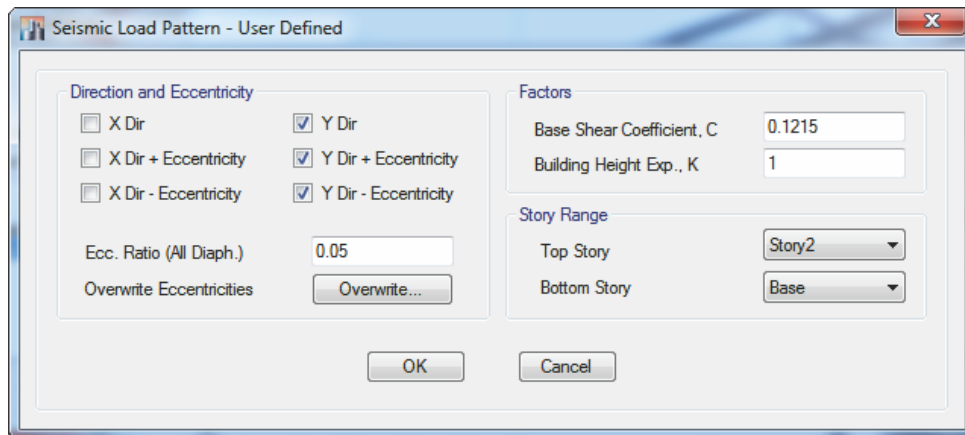 Seismic Load Pattern - User Defined
Direction and Eccentricity
X Dir
Y Dir
X Dir + Eccentricity
Y Dir + Eccentricity
X Dir - Eccentricity
Y Dir - Eccentricity
Ecc. Ratio (All Diaph.)
0.05
Overwrite Eccentricities
Overwrite...
Factors
Base Shear Coefficient, C
0.1215
Building Height Exp., K
1
Story Range
Top Story
Story2
Bottom Story
Base
OK
Cancel